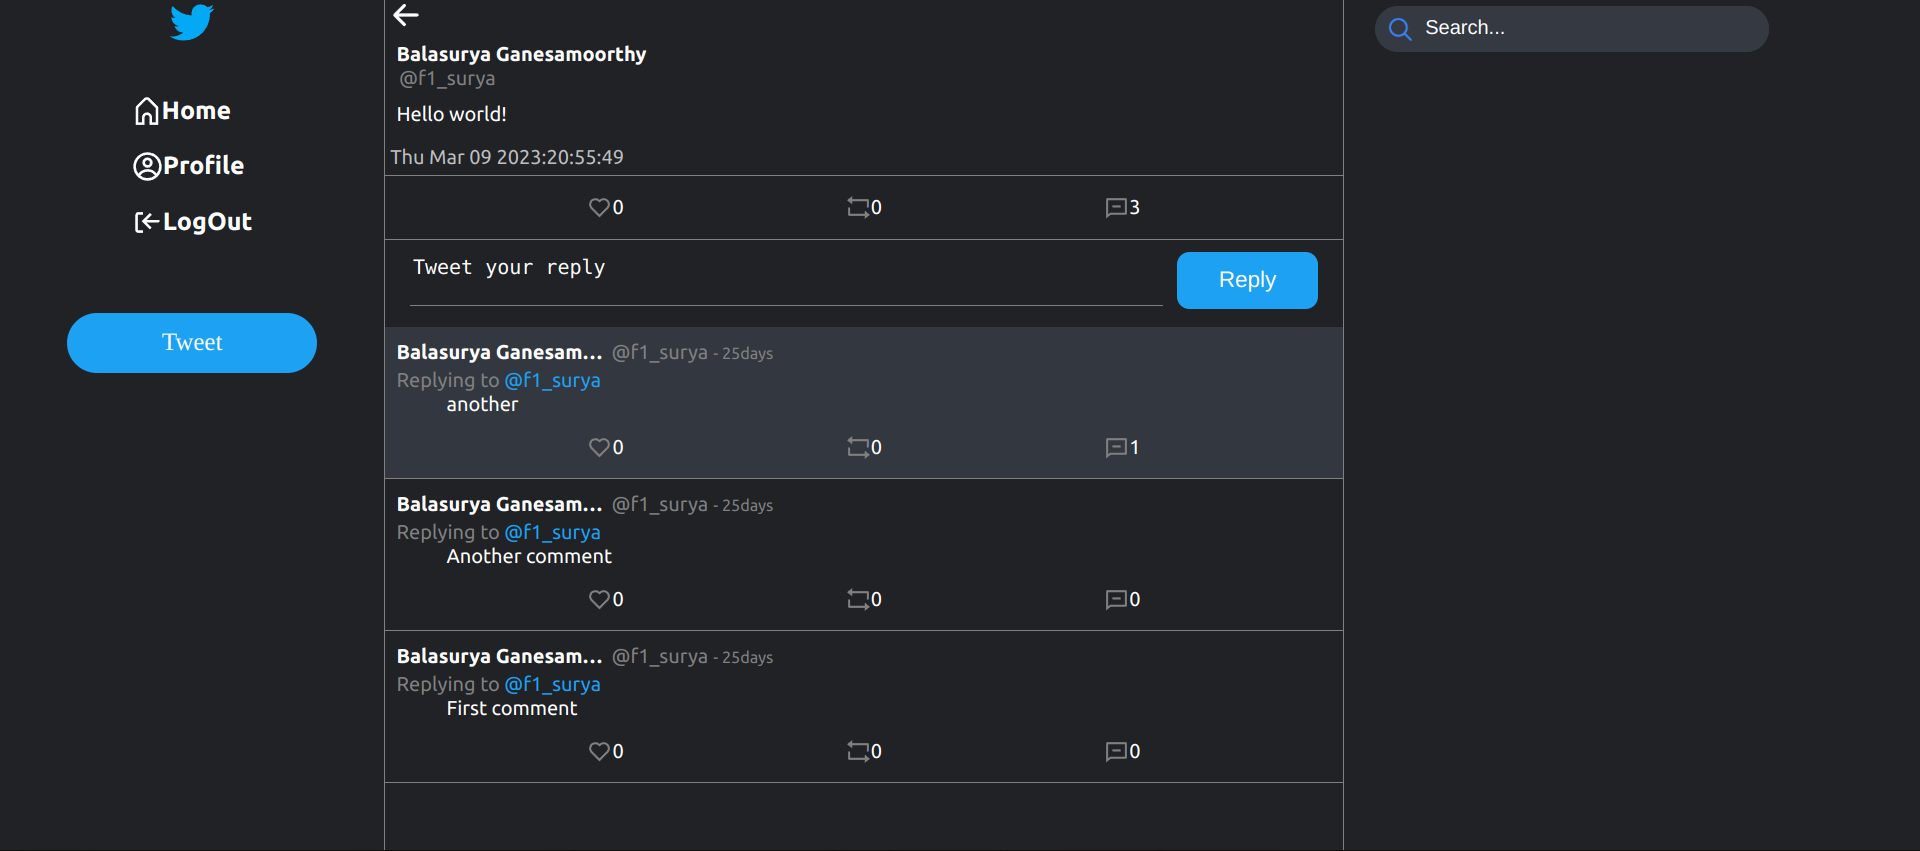 Home
Profile
LogOut
Tweet
Balasurya Ganesamoorthy
@f1_surya
Hello world!
Thu Mar 09 2023:20:55:49
0 0 3
Tweet your reply
Reply
Balasurya Ganesam... @f1_surya - 25days
Replying to @f1_surya
another
0 0 1
Balasurya Ganesam... @f1_surya - 25days
Replying to @f1_surya
Another comment
0 0 0
Balasurya Ganesam... @f1_surya - 25days
Replying to @f1_surya
First comment
0 0 0
Search...